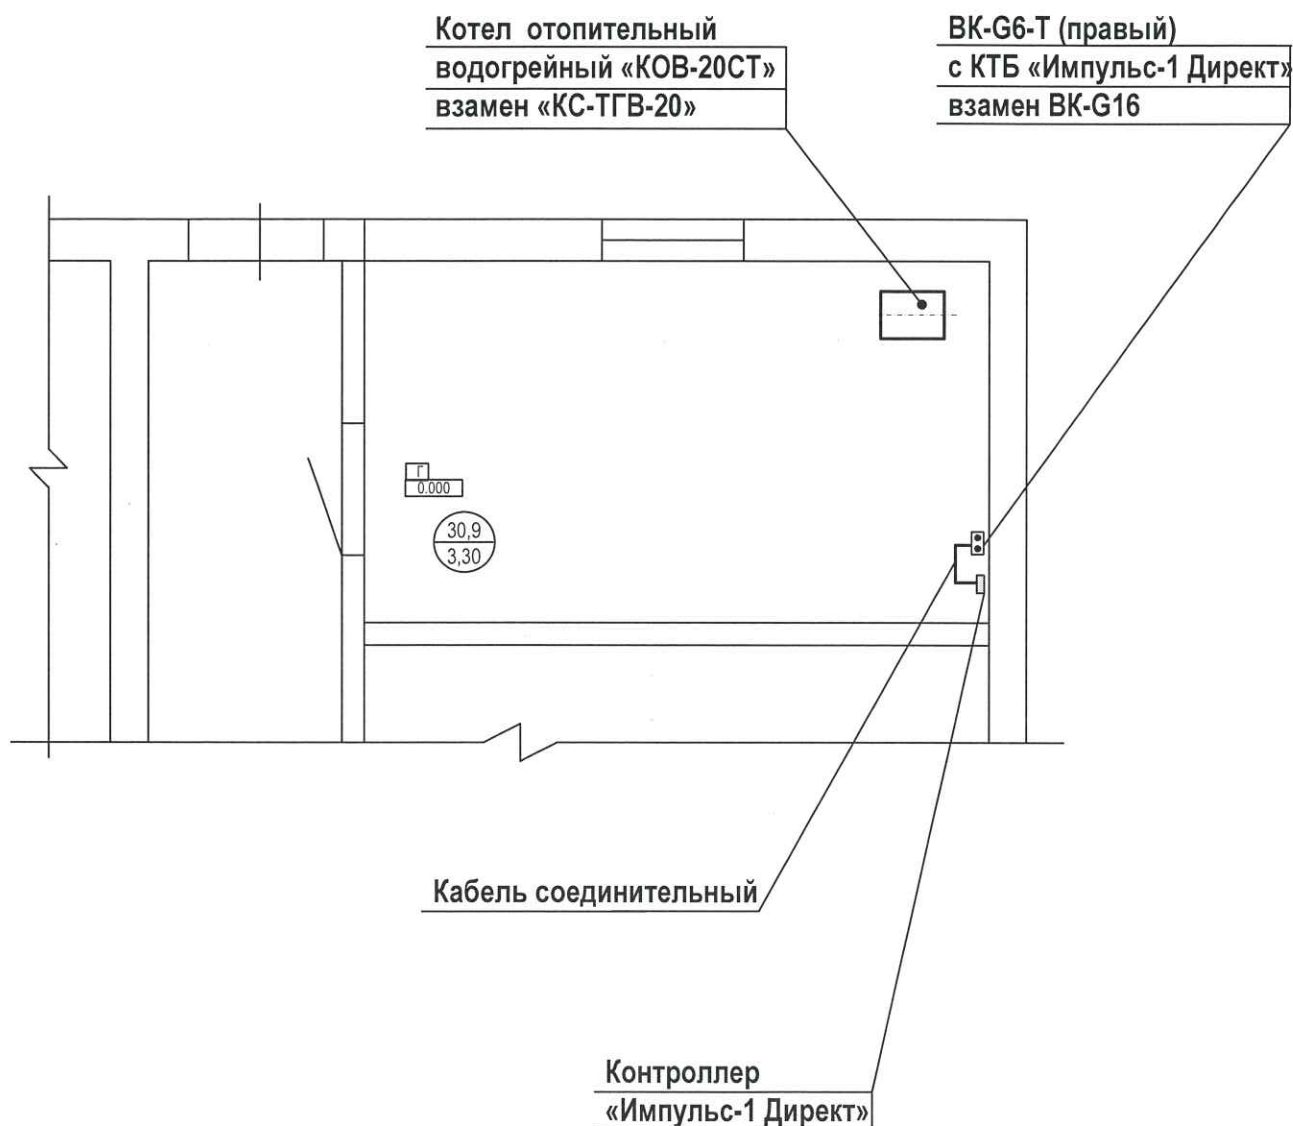 Котел отопительный
водогрейный «КОВ-20СТ»
взамен «КС-ТГВ-20»
ВК-G6-Т (правый)
с КТБ «Импульс-1 Директ»
взамен ВК-G16
Г
0.000
30,9
3,30
Кабель соединительный
Контроллер
«Импульс-1 Директ»